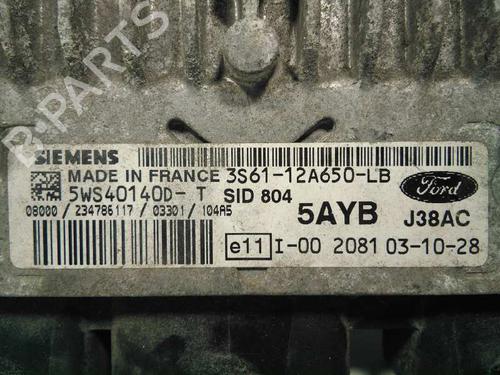 B-PARTS
SIEMENS
MADE IN FRANCE 3S61-12A650-LB
5WS40140D-T SID 804
Ford
08000 / 234786117 / 03301 / 104A5
5AYB J38AC
e11 I-00 2081 03-10-28